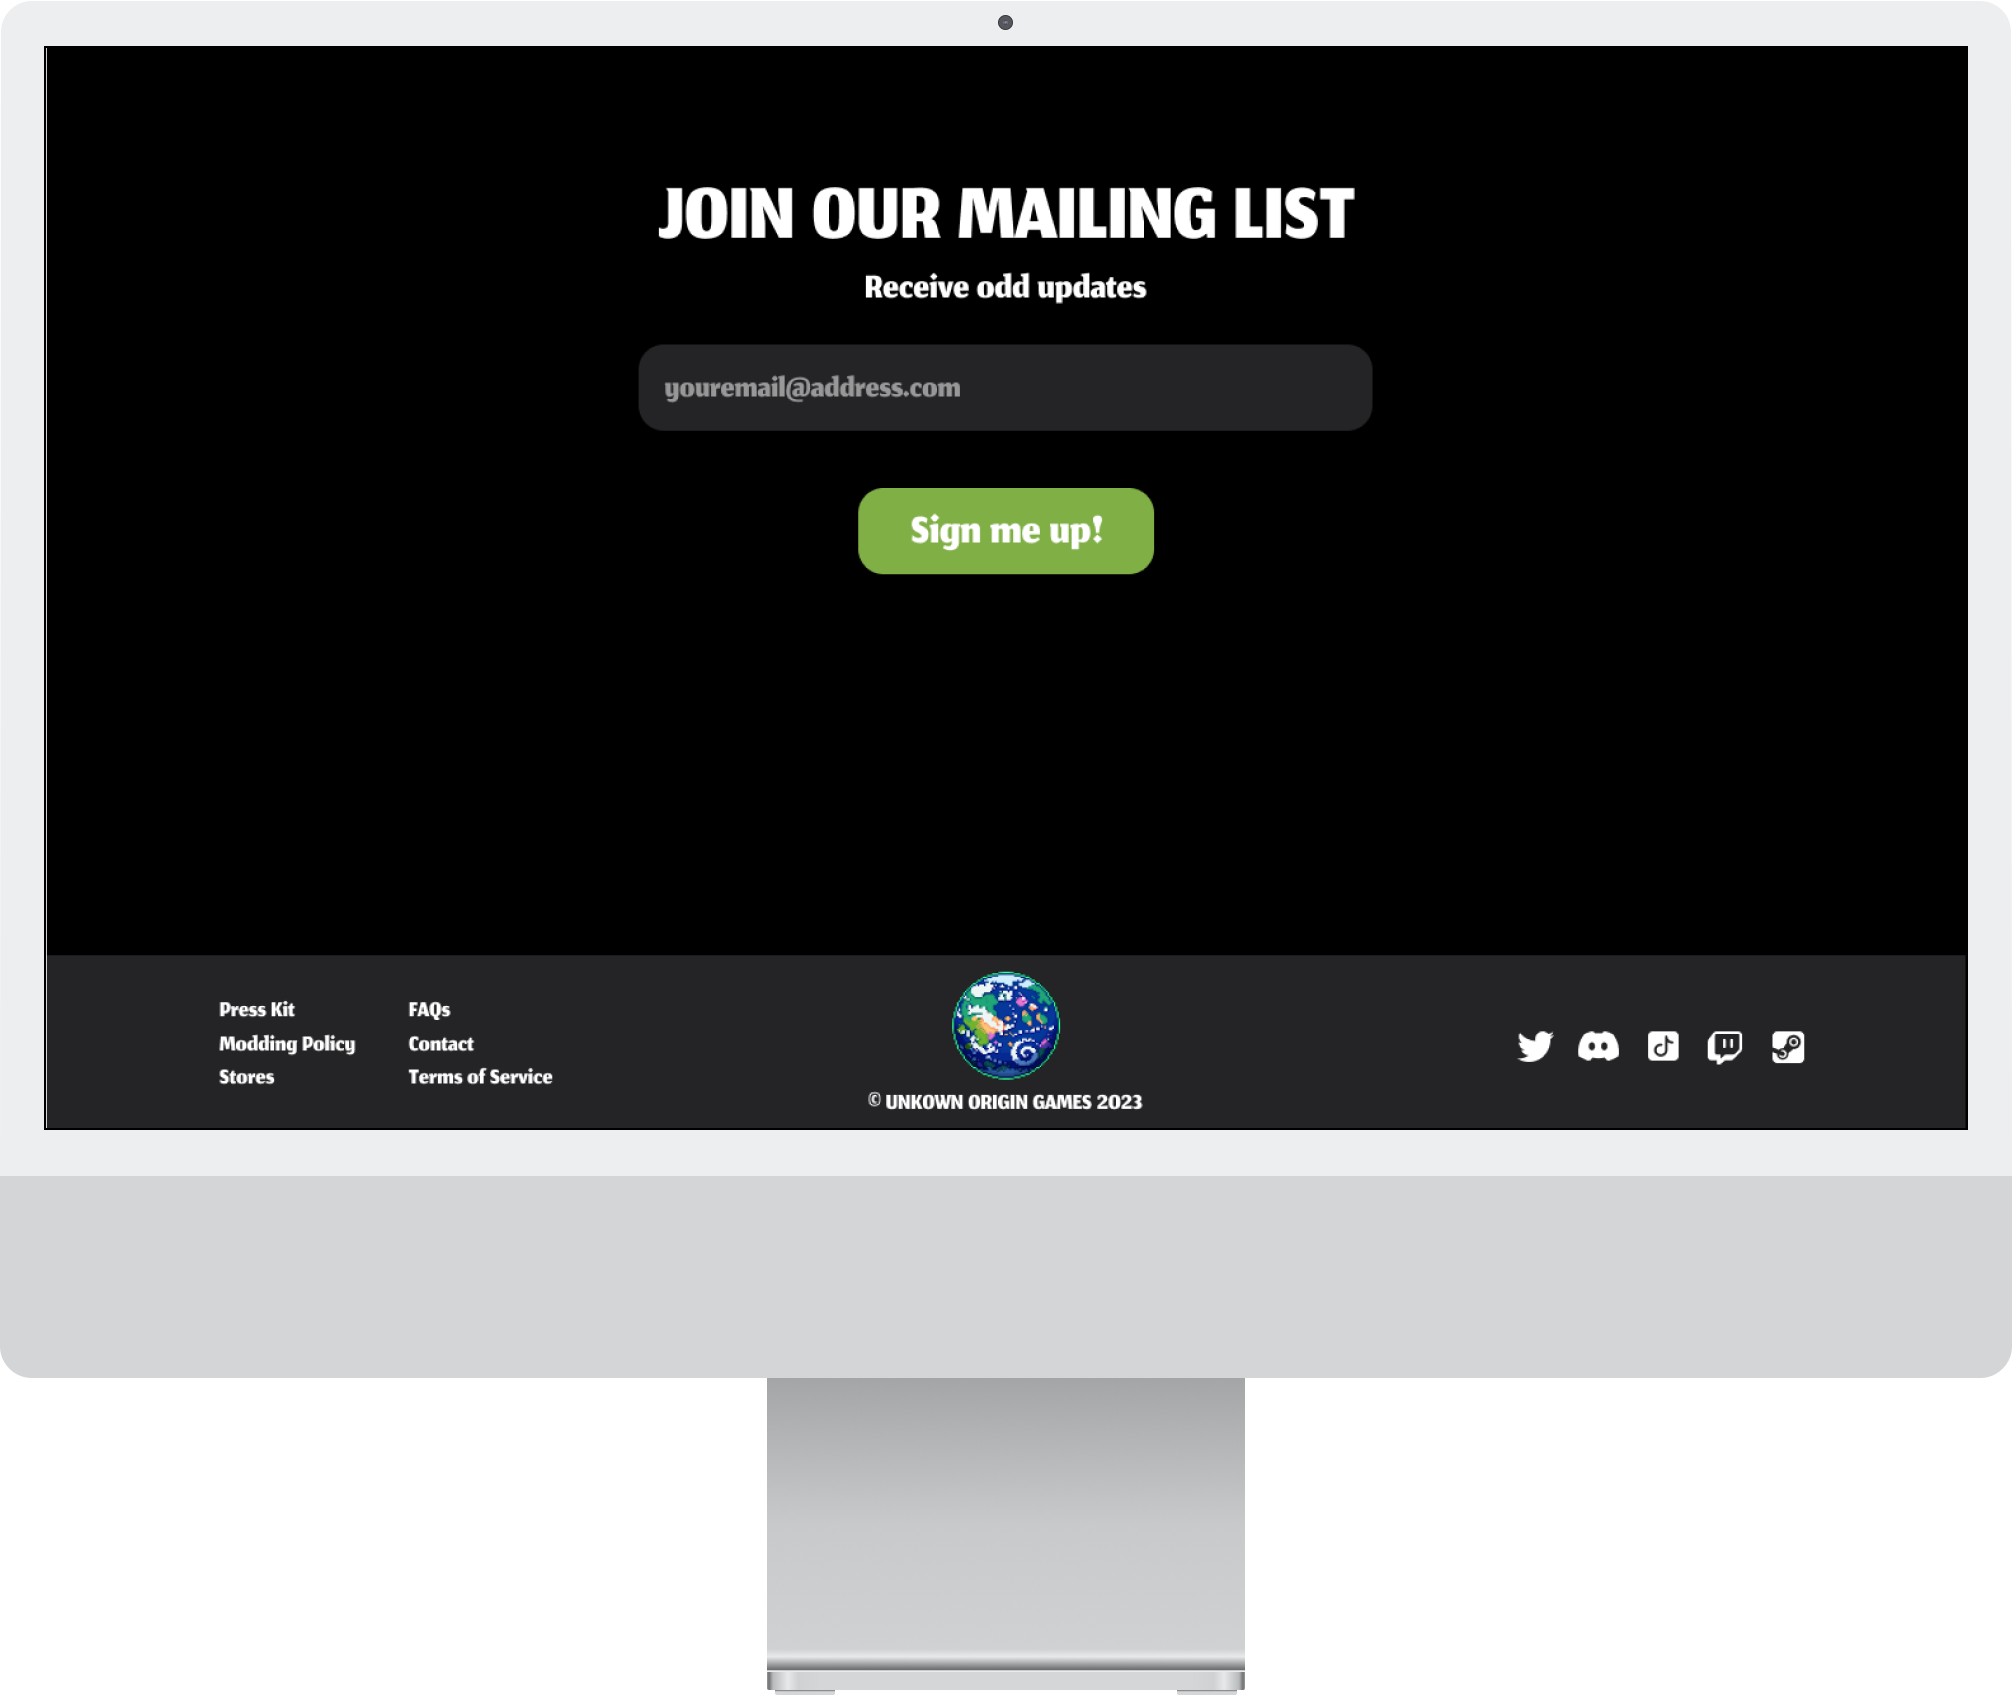 JOIN OUR MAILING LIST
Receive odd updates
youremail@address.com
Sign me up!
Press Kit
Modding Policy
Stores
FAQs
Contact
Terms of Service
© UNKOWN ORIGIN GAMES 2023